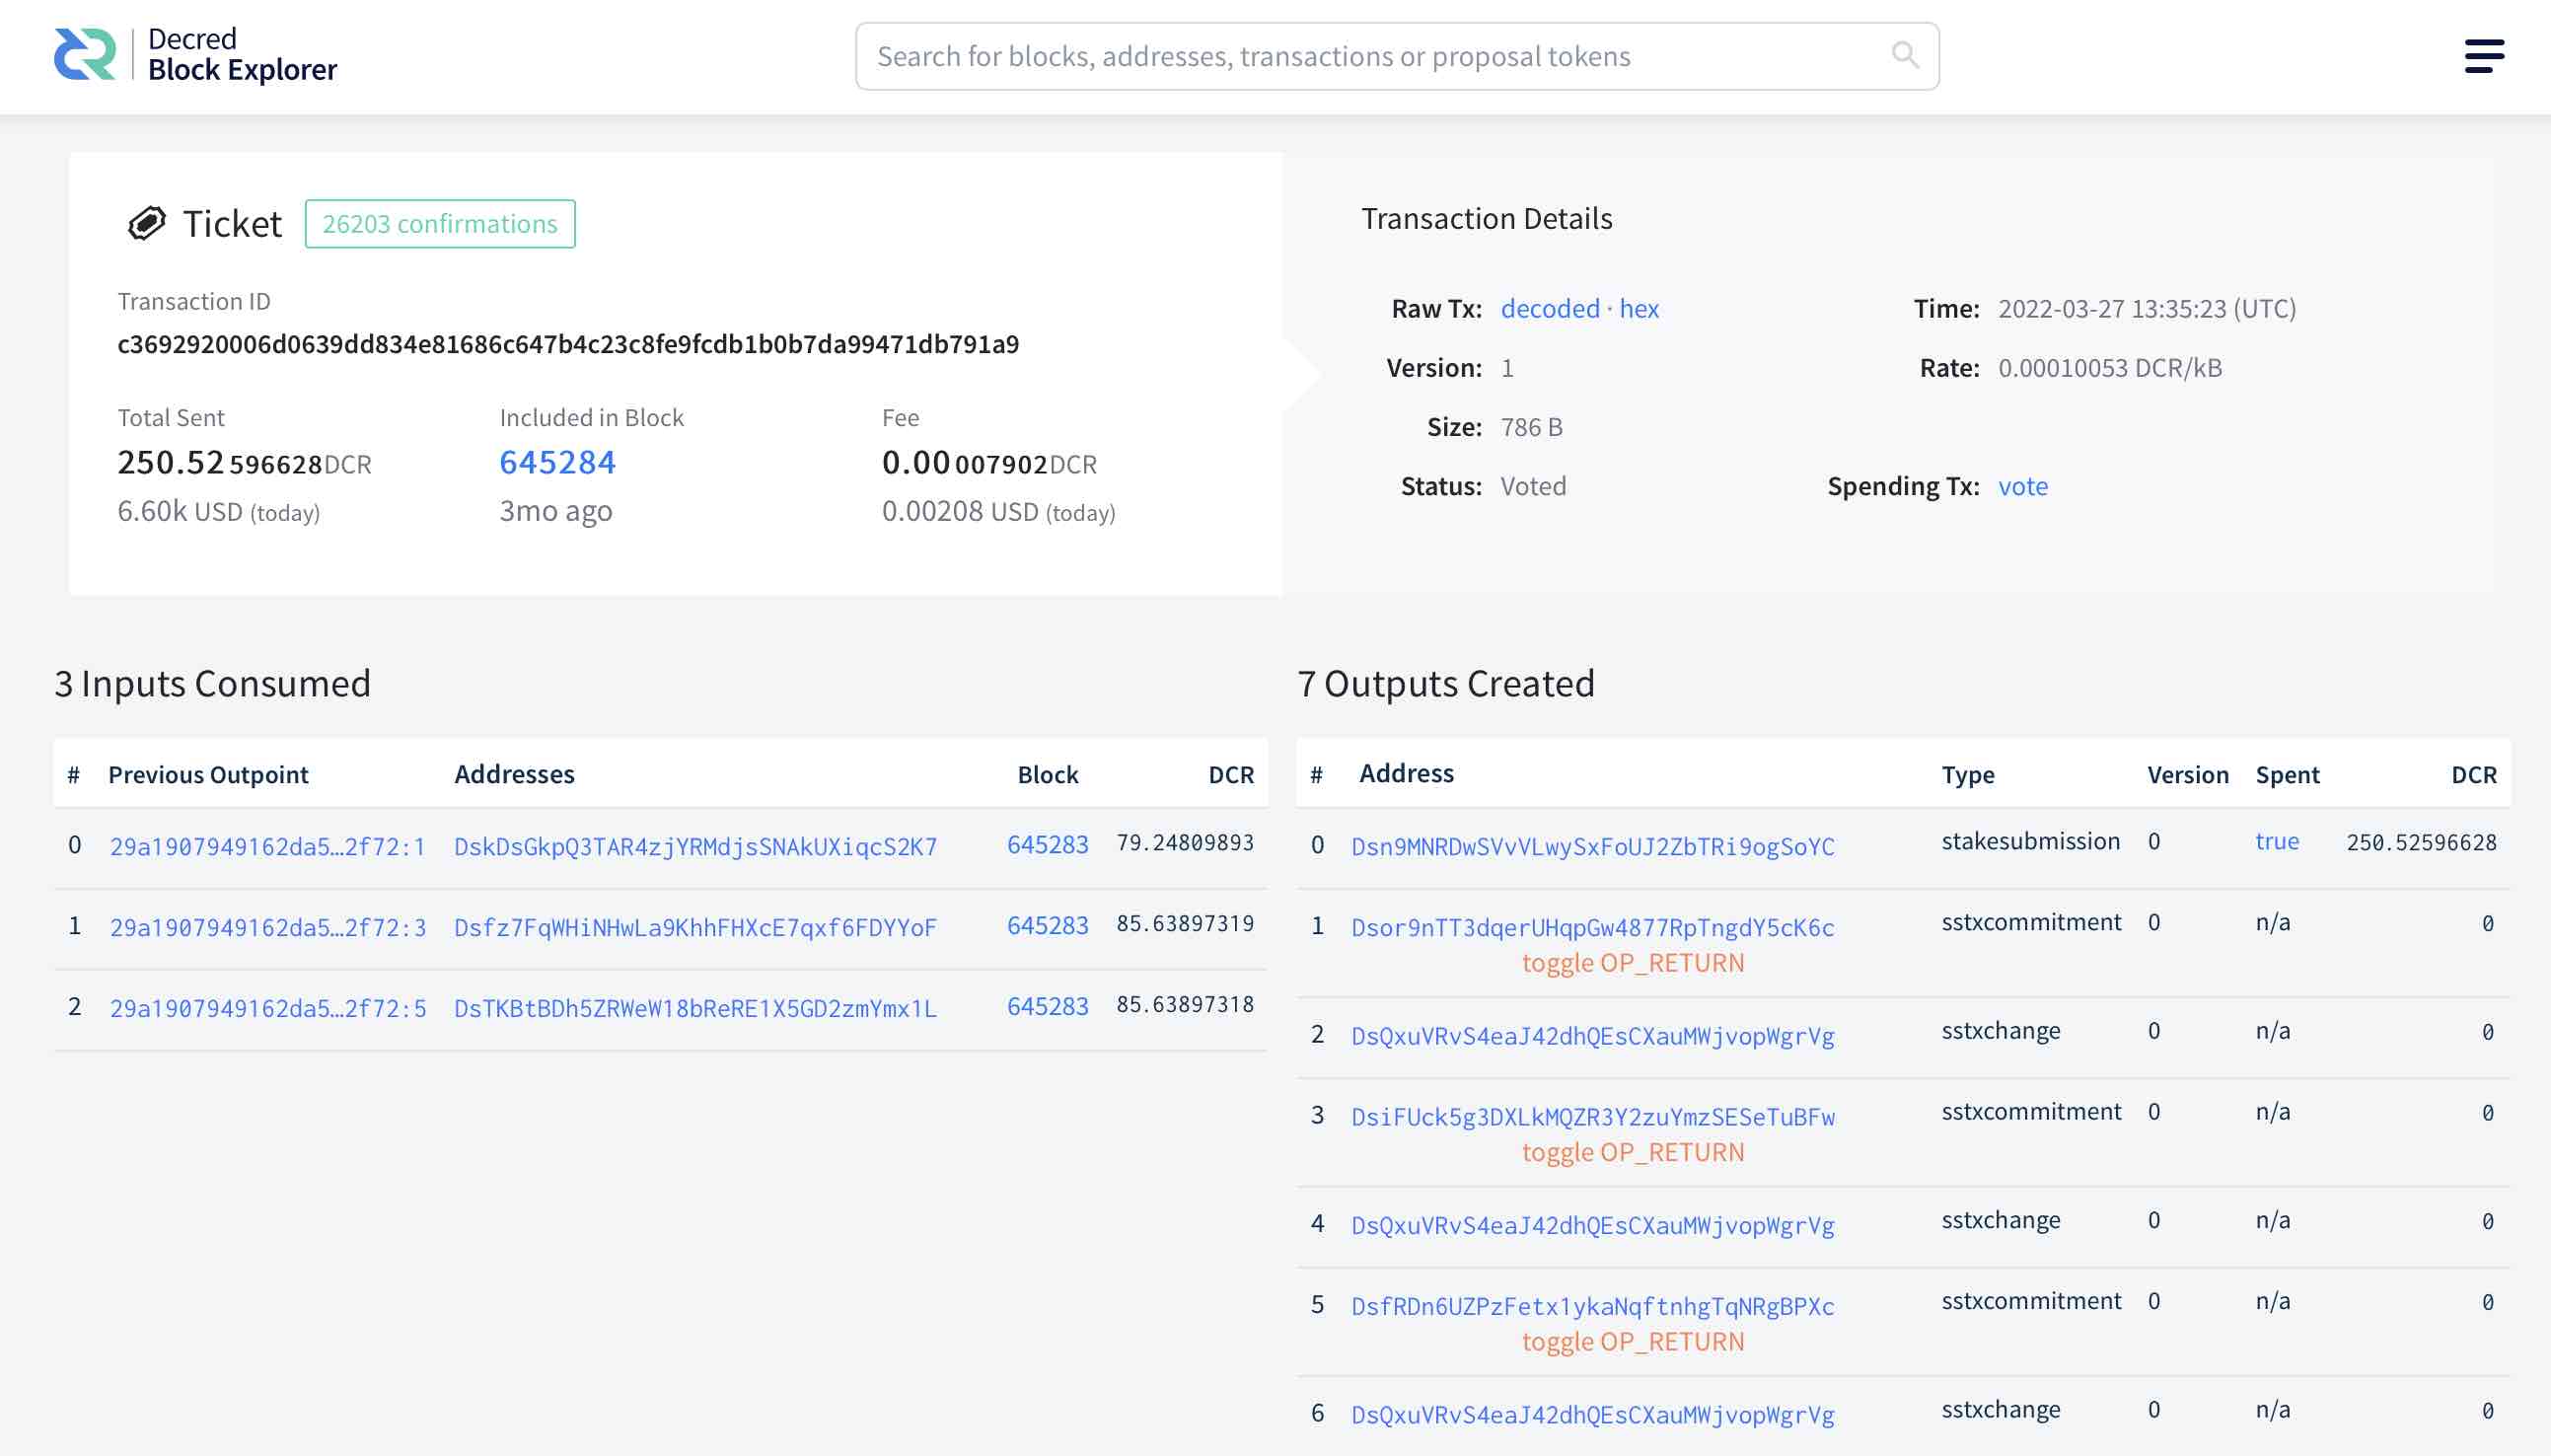 Decred
Block Explorer
Search for blocks, addresses, transactions or proposal tokens
Ticket 26203 confirmations
Transaction ID
c3692920006d0639dd834e81686c647b4c23c8fe9fcdb1b0b7da99471db791a9
Total Sent Included in Block Fee
250.52596628DCR 645284 0.00007902DCR
6.60k USD (today) 3mo ago 0.00208 USD (today)
Transaction Details
Raw Tx: decoded · hex Time: 2022-03-27 13:35:23 (UTC)
Version: 1 Rate: 0.00010053 DCR/kB
Size: 786 B
Status: Voted Spending Tx: vote
3 Inputs Consumed
# Previous Outpoint Addresses Block DCR
0 29a1907949162da5…2f72:1 DskDsGkpQ3TAR4zjYRMdjsSNAkUXiqcS2K7 645283 79.24809893
1 29a1907949162da5…2f72:3 Dsfz7FqWHiNHwLa9KhhFHXcE7qxf6FDYYoF 645283 85.63897319
2 29a1907949162da5…2f72:5 DsTKBtBDh5ZRWeW18bReRE1X5GD2zmYmx1L 645283 85.63897318
7 Outputs Created
# Address Type Version Spent DCR
0 Dsn9MNRDwSVvVLwySxFoUJ2ZbTRi9ogSoYC stakesubmission 0 true 250.52596628
1 Dsor9nTT3dqerUHqpGw4877RpTngdY5cK6c sstxcommitment 0 n/a 0
toggle OP_RETURN
2 DsQxuVRvS4eaJ42dhQEsCXauMWjvopWgrVg sstxchange 0 n/a 0
3 DsiFUck5g3DXLkMQZR3Y2zuYmzSESeTuBFw sstxcommitment 0 n/a 0
toggle OP_RETURN
4 DsQxuVRvS4eaJ42dhQEsCXauMWjvopWgrVg sstxchange 0 n/a 0
5 DsfRDn6UZPzFetx1ykaNqftnhgTqNRgBPXc sstxcommitment 0 n/a 0
toggle OP_RETURN
6 DsQxuVRvS4eaJ42dhQEsCXauMWjvopWgrVg sstxchange 0 n/a 0